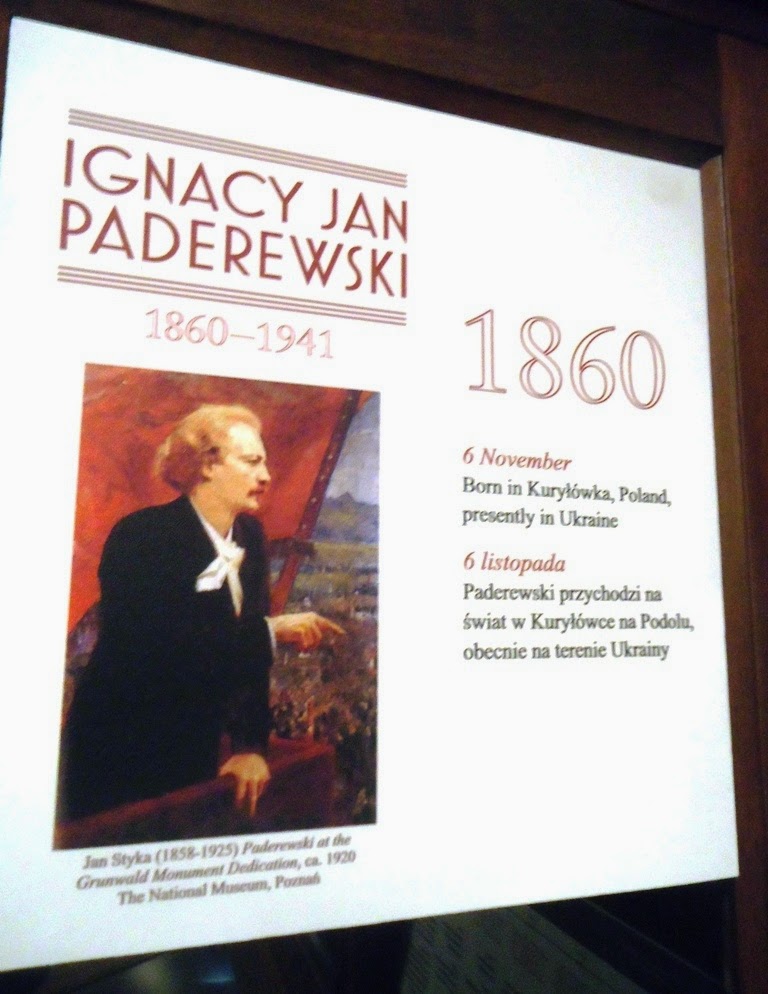 IGNACY JAN
PADEREWSKI
1860–1941
Jan Styka (1858-1925) Paderewski at the
Grunwald Monument Dedication, ca. 1920
The National Museum, Poznań
1860
6 November
Born in Kuryłówka, Poland,
presently in Ukraine
6 listopada
Paderewski przychodzi na
świat w Kuryłówce na Podolu,
obecnie na terenie Ukrainy